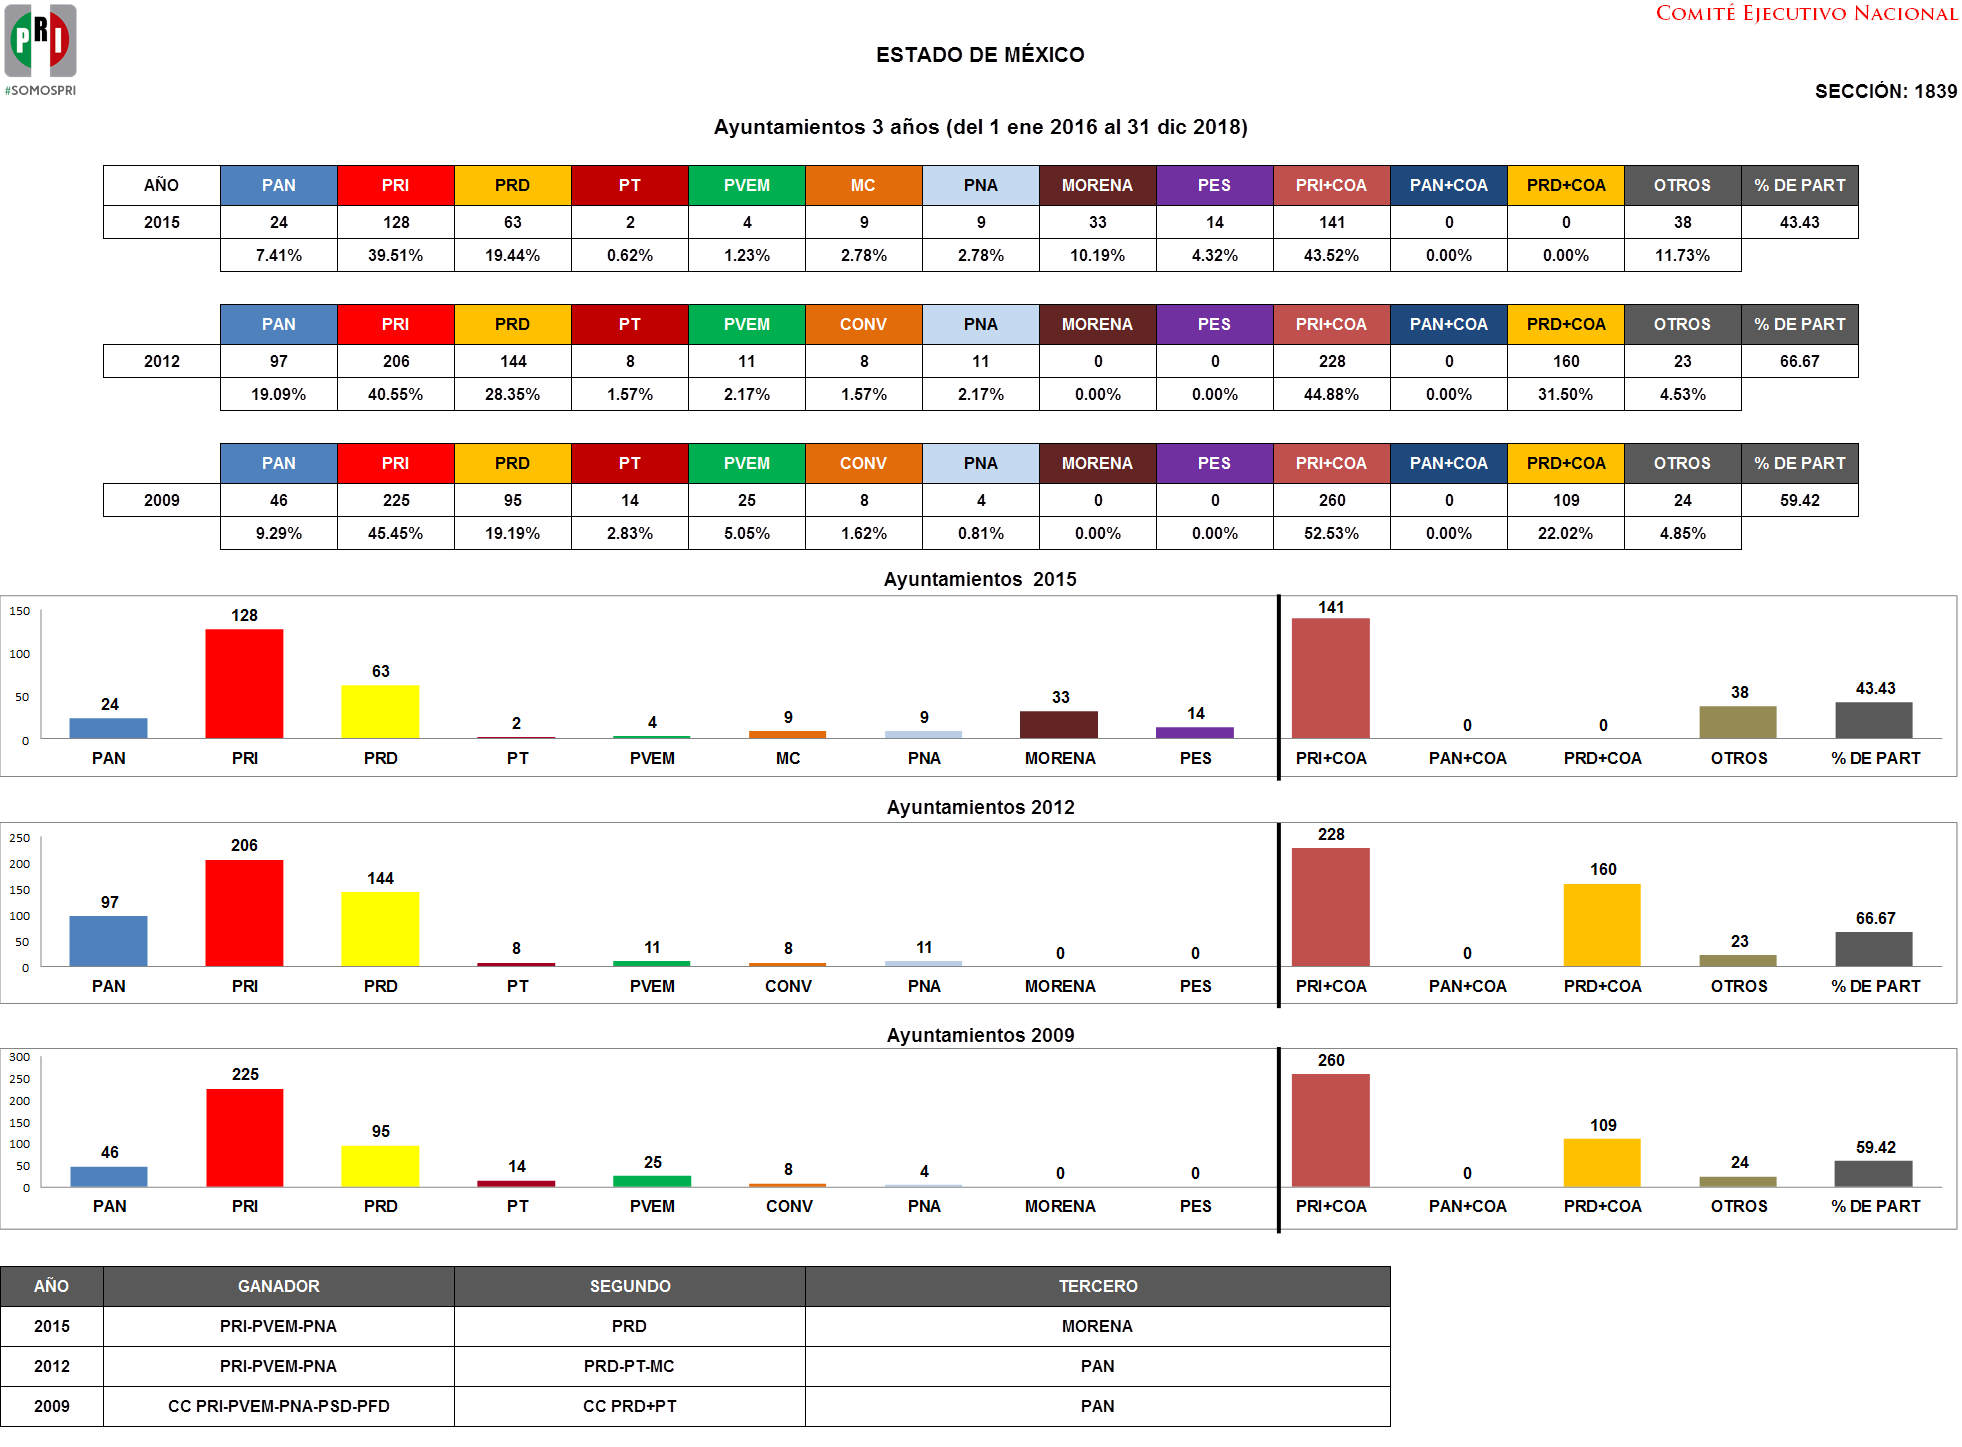 PRI
#SOMOSPRI
COMITÉ EJECUTIVO NACIONAL
ESTADO DE MÉXICO
SECCIÓN: 1839
Ayuntamientos 3 años (del 1 ene 2016 al 31 dic 2018)
AÑO PAN PRI PRD PT PVEM MC PNA MORENA PES PRI+COA PAN+COA PRD+COA OTROS % DE PART
2015 24 128 63 2 4 9 9 33 14 141 0 0 38 43.43
7.41% 39.51% 19.44% 0.62% 1.23% 2.78% 2.78% 10.19% 4.32% 43.52% 0.00% 0.00% 11.73%
PAN PRI PRD PT PVEM CONV PNA MORENA PES PRI+COA PAN+COA PRD+COA OTROS % DE PART
2012 97 206 144 8 11 8 11 0 0 228 0 160 23 66.67
19.09% 40.55% 28.35% 1.57% 2.17% 1.57% 2.17% 0.00% 0.00% 44.88% 0.00% 31.50% 4.53%
PAN PRI PRD PT PVEM CONV PNA MORENA PES PRI+COA PAN+COA PRD+COA OTROS % DE PART
2009 46 225 95 14 25 8 4 0 0 260 0 109 24 59.42
9.29% 45.45% 19.19% 2.83% 5.05% 1.62% 0.81% 0.00% 0.00% 52.53% 0.00% 22.02% 4.85%
Ayuntamientos 2015
150
100
50
0
24 128 63 2 4 9 9 33 14 141 0 0 38 43.43
PAN PRI PRD PT PVEM MC PNA MORENA PES PRI+COA PAN+COA PRD+COA OTROS % DE PART
Ayuntamientos 2012
250
200
150
100
50
0
97 206 144 8 11 8 11 0 0 228 0 160 23 66.67
PAN PRI PRD PT PVEM CONV PNA MORENA PES PRI+COA PAN+COA PRD+COA OTROS % DE PART
Ayuntamientos 2009
300
250
200
150
100
50
0
46 225 95 14 25 8 4 0 0 260 0 109 24 59.42
PAN PRI PRD PT PVEM CONV PNA MORENA PES PRI+COA PAN+COA PRD+COA OTROS % DE PART
AÑO GANADOR SEGUNDO TERCERO
2015 PRI-PVEM-PNA PRD MORENA
2012 PRI-PVEM-PNA PRD-PT-MC PAN
2009 CC PRI-PVEM-PNA-PSD-PFD CC PRD+PT PAN